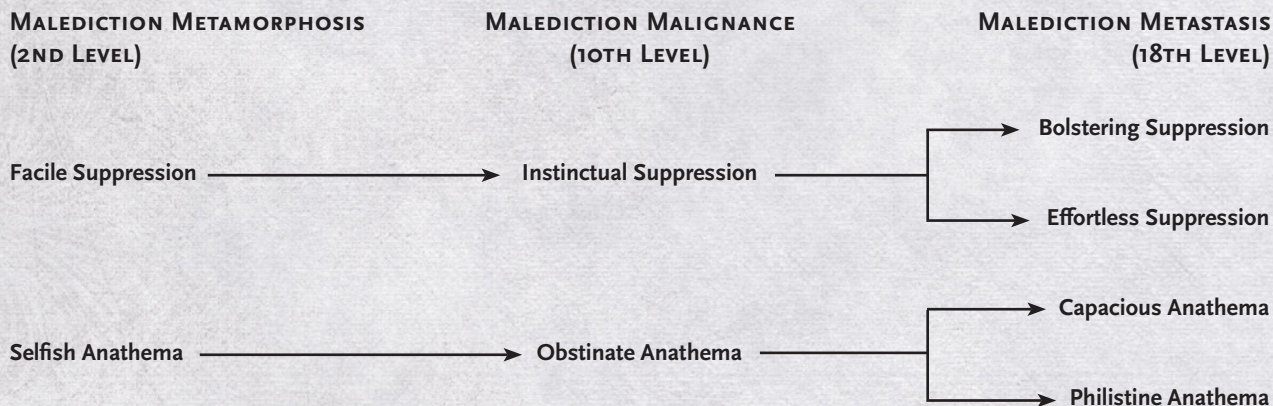 Malediction Metamorphosis
(2nd Level)
Malediction Malignance
(10th Level)
Malediction Metastasis
(18th Level)
Bolstering Suppression
Facile Suppression
Instinctual Suppression
Effortless Suppression
Capacious Anathema
Selfish Anathema
Obstinate Anathema
Philistine Anathema